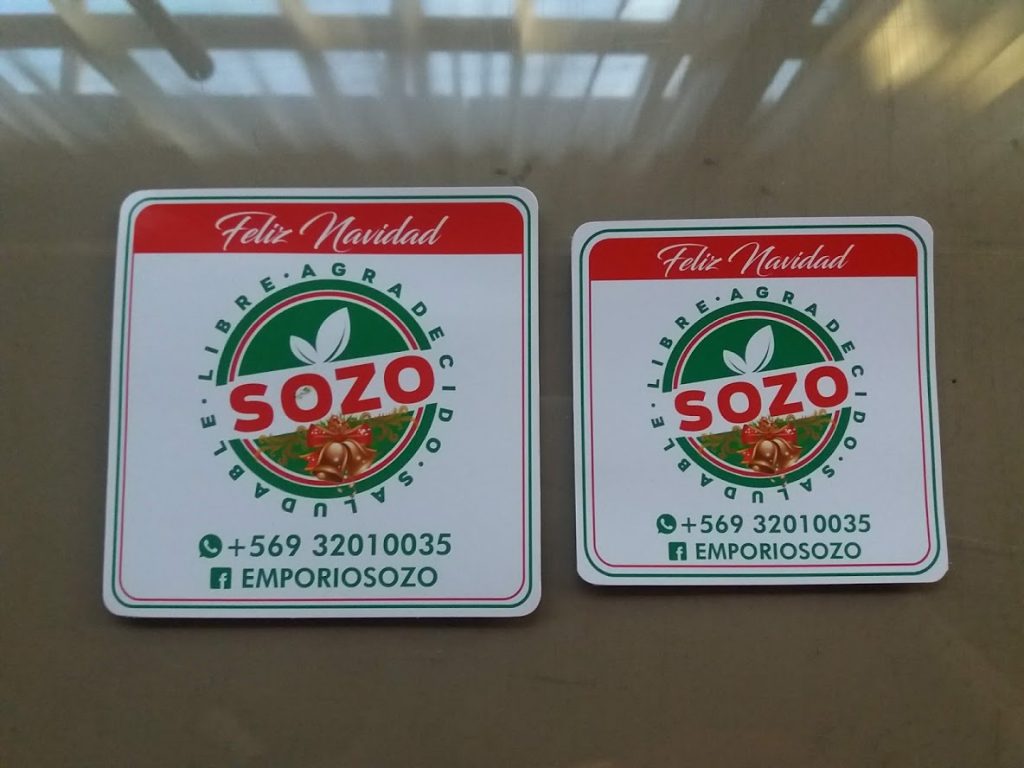 Feliz Navidad
LIBRE · AGRADECIDO · SALUDABLE ·
SOZO
+569 32010035
EMPORIOSOZO
Feliz Navidad
LIBRE · AGRADECIDO · SALUDABLE ·
SOZO
+569 32010035
EMPORIOSOZO